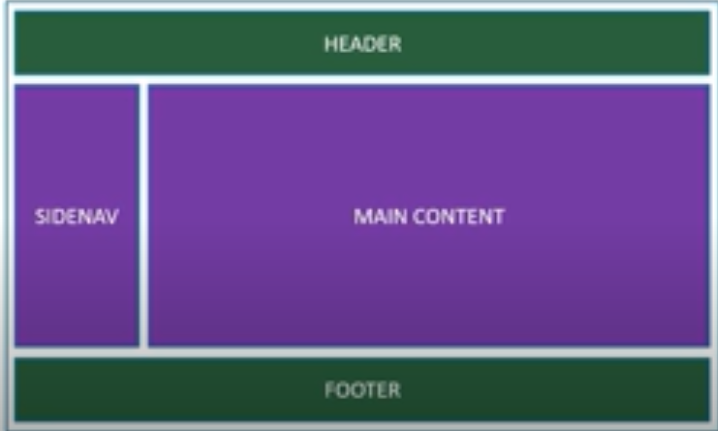 HEADER
SIDENAV
MAIN CONTENT
FOOTER